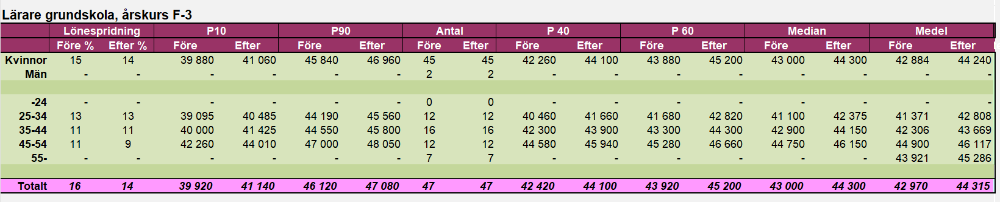 Lärare grundskola, årskurs F-3
Lönespridning P10 P90 Antal P 40 P 60 Median Medel
Före % Efter % Före Efter Före Efter Före Efter Före Efter Före Efter Före Efter Före Efter
Kvinnor 15 14 39 880 41 060 45 840 46 960 45 45 42 260 44 100 43 880 45 200 43 000 44 300 42 884 44 240
Män - - - - - - 2 2 - - - - - - - -
-24 - - - - - - 0 0 - - - - - - - -
25-34 13 13 39 095 40 485 44 190 45 560 12 12 40 460 41 660 41 680 42 820 41 100 42 375 41 371 42 808
35-44 11 11 40 000 41 425 44 550 45 800 16 16 42 300 43 900 43 300 44 300 42 900 44 150 42 306 43 669
45-54 11 9 42 260 44 010 47 000 48 050 12 12 44 580 45 940 45 280 46 660 44 750 46 150 44 900 46 117
55- - - - - - - 7 7 - - - - - - 43 921 45 286
Totalt 16 14 39 920 41 140 46 120 47 080 47 47 42 420 44 100 43 920 45 200 43 000 44 300 42 970 44 315